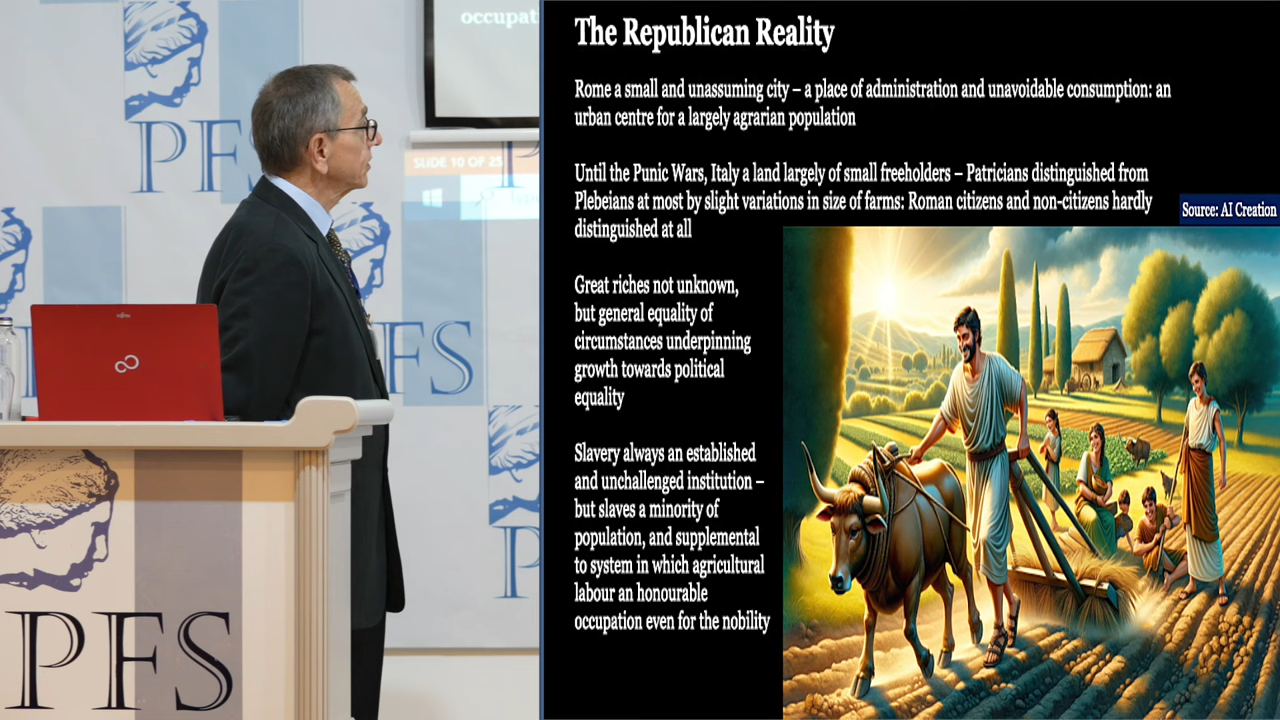 occupati
PFS
SLIDE 10 OF 25
PFS
PFS
The Republican Reality
Rome a small and unassuming city – a place of administration and unavoidable consumption: an
urban centre for a largely agrarian population
Until the Punic Wars, Italy a land largely of small freeholders – Patricians distinguished from
Plebeians at most by slight variations in size of farms: Roman citizens and non-citizens hardly
distinguished at all
Source: AI Creation
Great riches not unknown,
but general equality of
circumstances underpinning
growth towards political
equality
Slavery always an established
and unchallenged institution –
but slaves a minority of
population, and supplemental
to system in which agricultural
labour an honourable
occupation even for the nobility